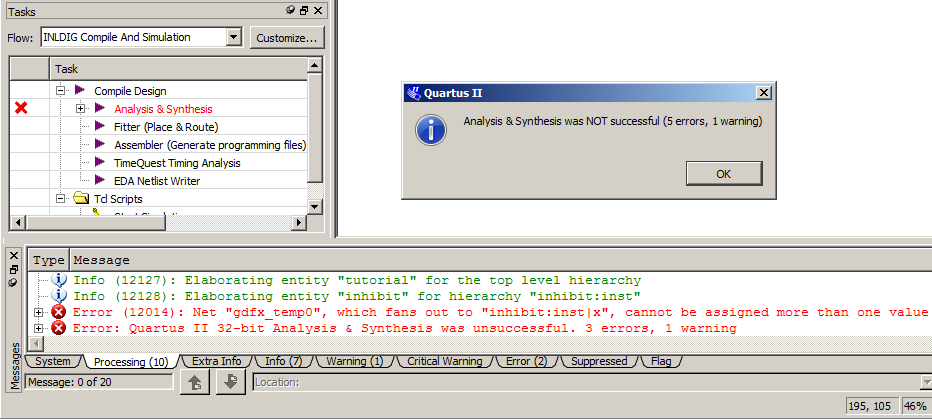 Tasks
Flow: INLDIG Compile And Simulation Customize...
Task
Compile Design
Analysis & Synthesis
Fitter (Place & Route)
Assembler (Generate programming files)
TimeQuest Timing Analysis
EDA Netlist Writer
Tcl Scripts
Quartus II
Analysis & Synthesis was NOT successful (5 errors, 1 warning)
OK
Type Message
Info (12127): Elaborating entity "tutorial" for the top level hierarchy
Info (12128): Elaborating entity "inhibit" for hierarchy "inhibit:inst"
Error (12014): Net "gdfx_temp0", which fans out to "inhibit:inst|x", cannot be assigned more than one value
Error: Quartus II 32-bit Analysis & Synthesis was unsuccessful. 3 errors, 1 warning
System Processing (10) Extra Info Info (7) Warning (1) Critical Warning Error (2) Suppressed Flag
Messages
Message: 0 of 20 Location:
195, 105 46%